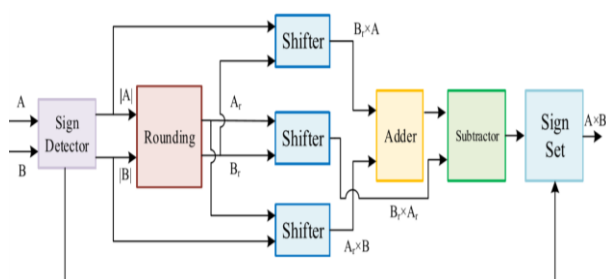 A
B
Sign
Detector
|A|
|B|
Rounding
Aᵣ
Bᵣ
Shifter
Shifter
Shifter
Bᵣ×A
Bᵣ×Aᵣ
Aᵣ×B
Adder
Subtractor
Sign
Set
A×B